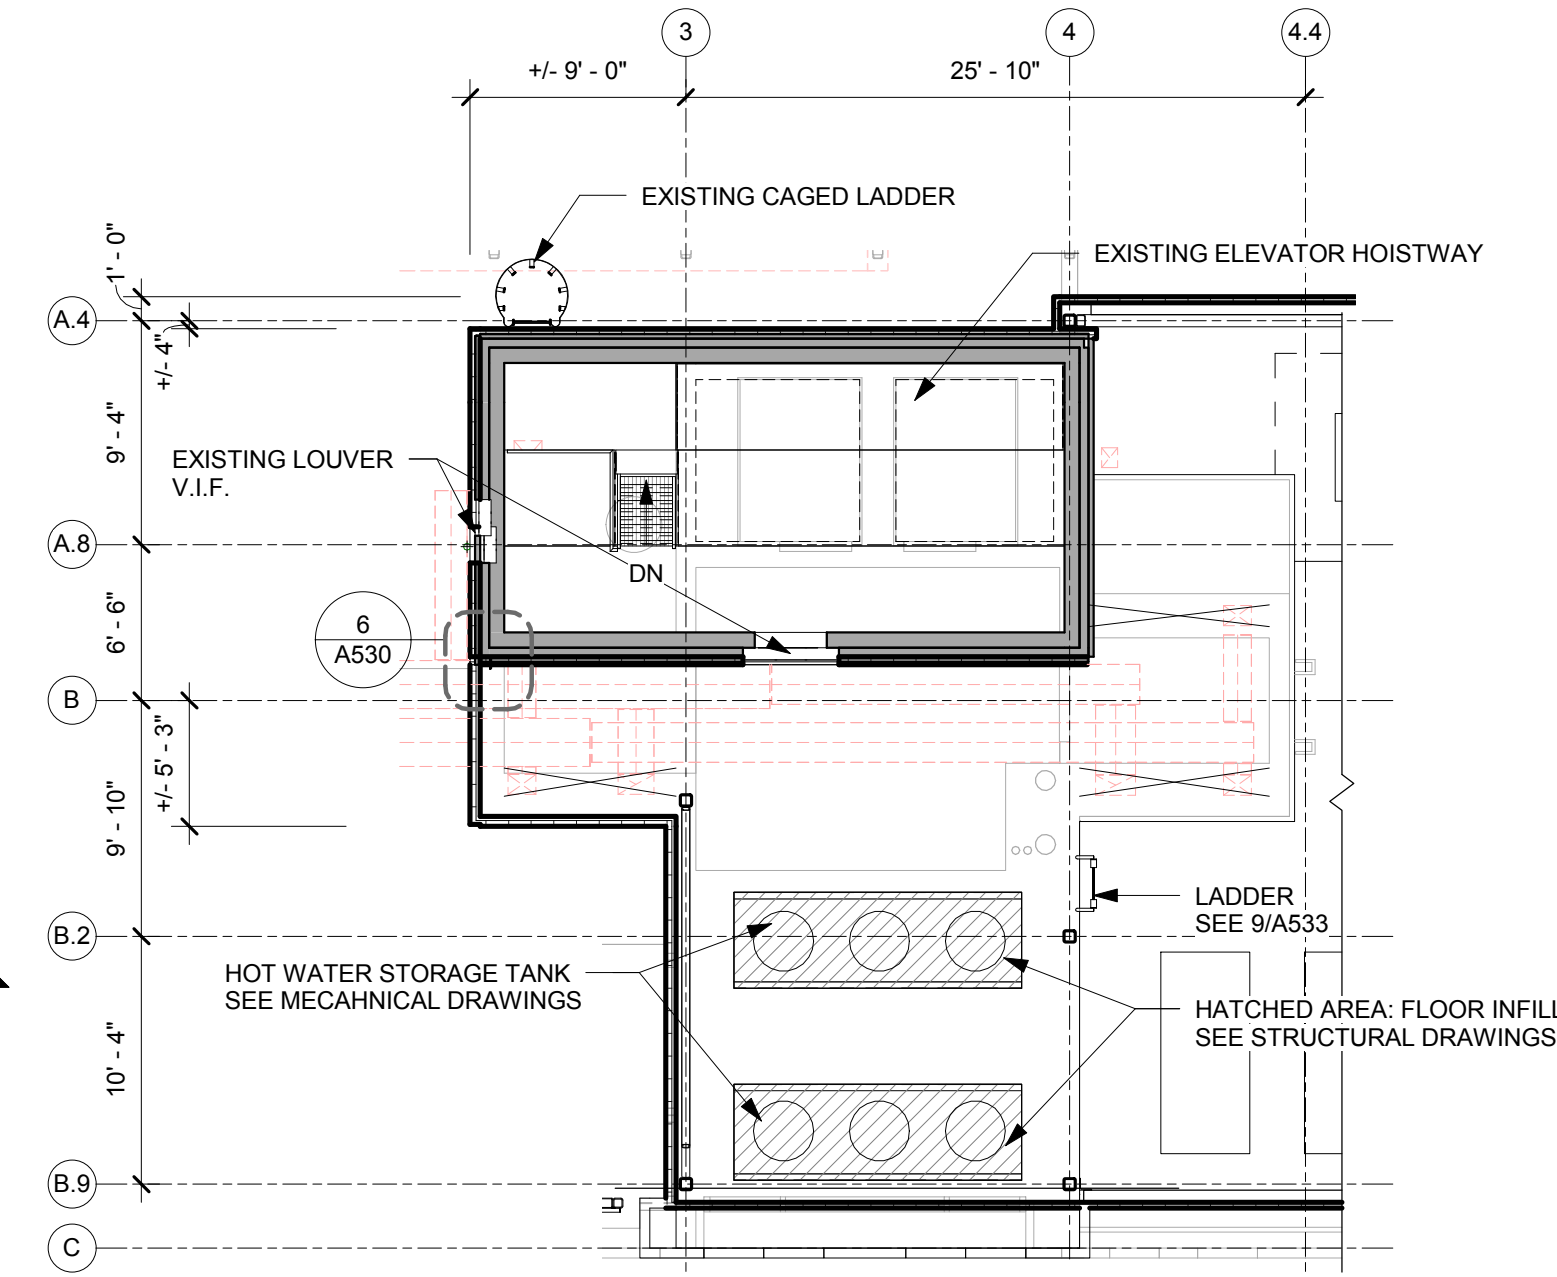 3
4
4.4
+/- 9' - 0"
25' - 10"
EXISTING CAGED LADDER
EXISTING ELEVATOR HOISTWAY
1' - 0"
A.4
+/- 4"
9' - 4"
EXISTING LOUVER
V.I.F.
A.8
DN
6' - 6"
6
A530
B
+/- 5' - 3"
9' - 10"
LADDER
SEE 9/A533
B.2
HOT WATER STORAGE TANK
SEE MECAHNICAL DRAWINGS
HATCHED AREA: FLOOR INFILL
SEE STRUCTURAL DRAWINGS
10' - 4"
B.9
C